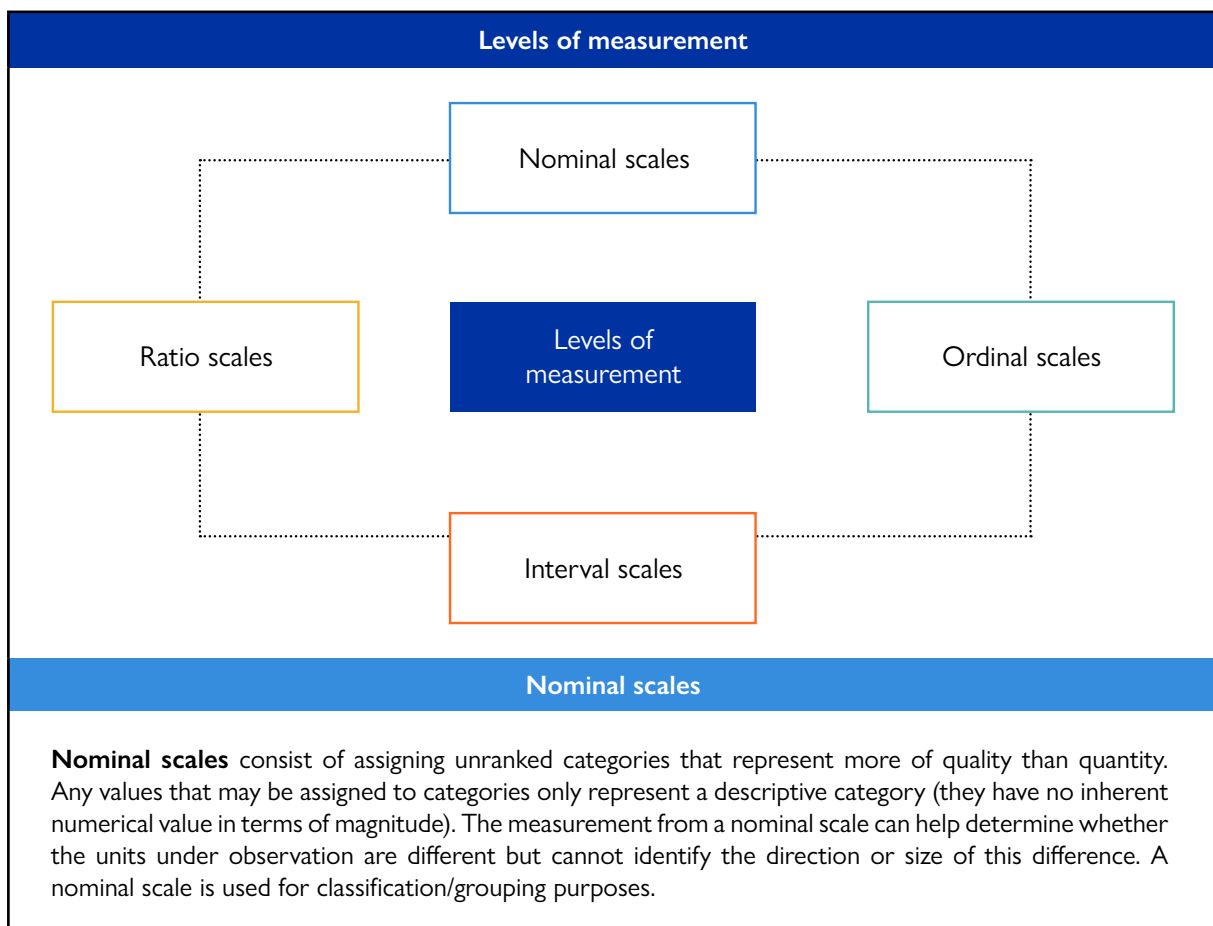 Levels of measurement
Nominal scales
Ratio scales
Levels of
measurement
Ordinal scales
Interval scales
Nominal scales
Nominal scales consist of assigning unranked categories that represent more of quality than quantity.
Any values that may be assigned to categories only represent a descriptive category (they have no inherent
numerical value in terms of magnitude). The measurement from a nominal scale can help determine whether
the units under observation are different but cannot identify the direction or size of this difference. A
nominal scale is used for classification/grouping purposes.